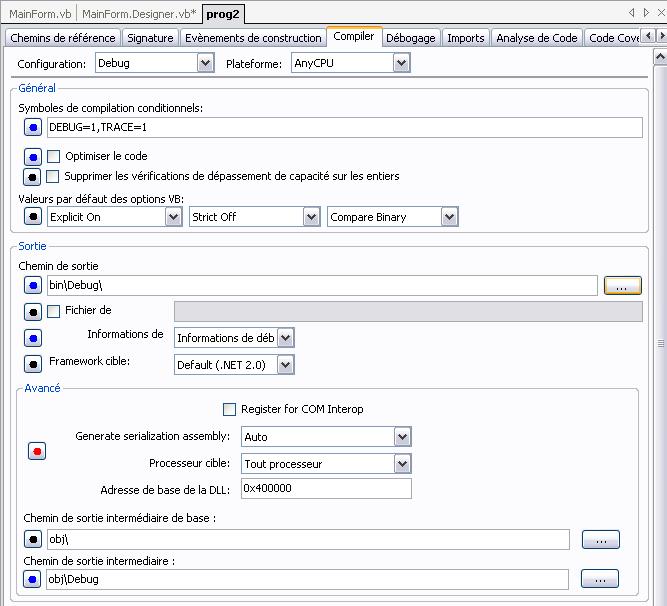 MainForm.vb MainForm.Designer.vb* prog2
Chemins de référence Signature Evènements de construction Compiler Débogage Imports Analyse de Code Code Cove
Configuration: Debug Plateforme: AnyCPU
Général
Symboles de compilation conditionnels:
DEBUG=1,TRACE=1
Optimiser le code
Supprimer les vérifications de dépassement de capacité sur les entiers
Valeurs par défaut des options VB:
Explicit On Strict Off Compare Binary
Sortie
Chemin de sortie
bin\Debug\ ...
Fichier de
Informations de Informations de déb
Framework cible: Default (.NET 2.0)
Avancé
Register for COM Interop
Generate serialization assembly: Auto
Processeur cible: Tout processeur
Adresse de base de la DLL: 0x400000
Chemin de sortie intermédiaire de base :
obj\ ...
Chemin de sortie intermediaire :
obj\Debug ...